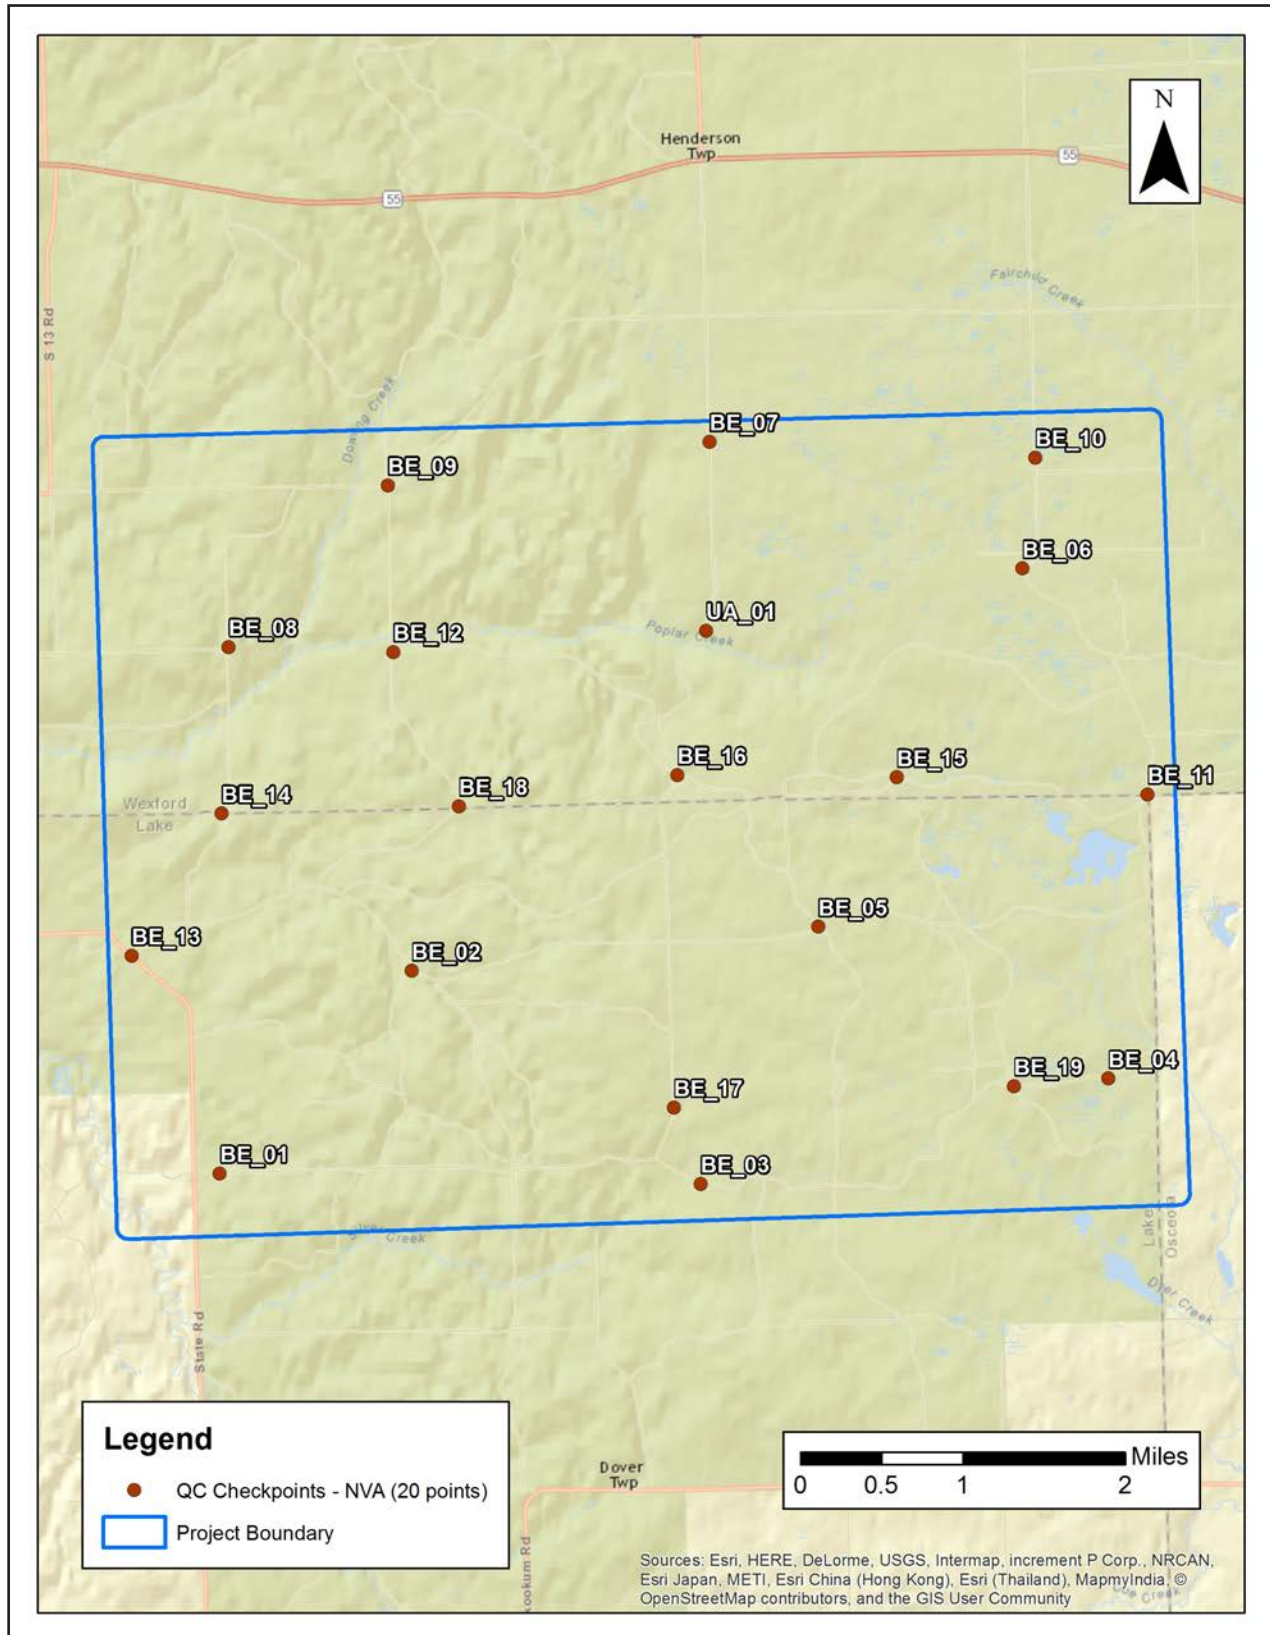 N
Henderson
Twp
55
55
Fairchild Creek
S 13 Rd
Dowling Creek
BE_07
BE_10
BE_09
BE_06
UA_01
BE_08
BE_12
Poplar Creek
BE_16
BE_15
BE_11
BE_14
BE_18
Wexford
Lake
BE_05
BE_13
BE_02
BE_19
BE_04
BE_17
BE_01
BE_03
Silver Creek
Lake
Osceola
Dyer Creek
State Rd
Legend
QC Checkpoints - NVA (20 points)
Project Boundary
Dover
Twp
Miles
0 0.5 1 2
Sources: Esri, HERE, DeLorme, USGS, Intermap, increment P Corp., NRCAN,
Esri Japan, METI, Esri China (Hong Kong), Esri (Thailand), MapmyIndia, ©
OpenStreetMap contributors, and the GIS User Community